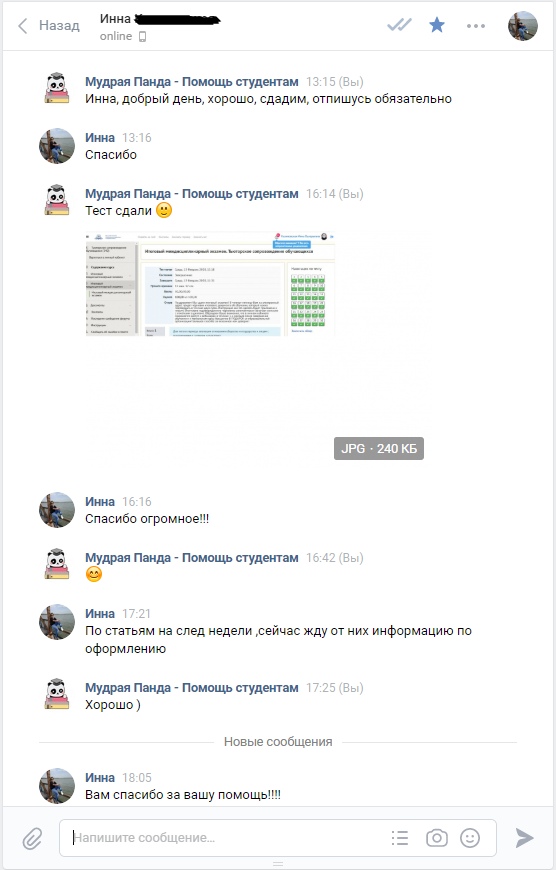 Назад
Инна
online
Мудрая Панда - Помощь студентам 13:15 (Вы)
Инна, добрый день, хорошо, сдадим, отпишусь обязательно
Инна 13:16
Спасибо
Мудрая Панда - Помощь студентам 16:14 (Вы)
Тест сдали
Итоговый междисциплинарный экзамен. Тьюторское сопровождение обучающихся
JPG · 240 КБ
Инна 16:16
Спасибо огромное!!!
Мудрая Панда - Помощь студентам 16:42 (Вы)
Инна 17:21
По статьям на след недели ,сейчас жду от них информацию по
оформлению
Мудрая Панда - Помощь студентам 17:25 (Вы)
Хорошо )
Новые сообщения
Инна 18:05
Вам спасибо за вашу помощь!!!!
Напишите сообщение...